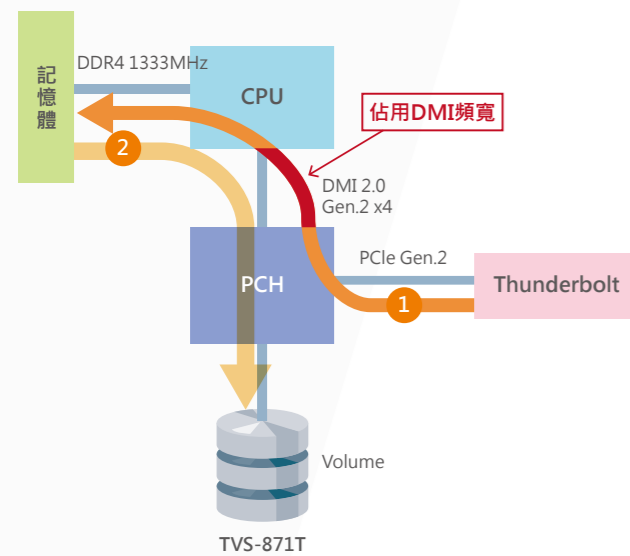 記憶體
DDR4 1333MHz
CPU
佔用DMI頻寬
2
DMI 2.0
Gen.2 x4
PCIe Gen.2
PCH
Thunderbolt
1
Volume
TVS-871T